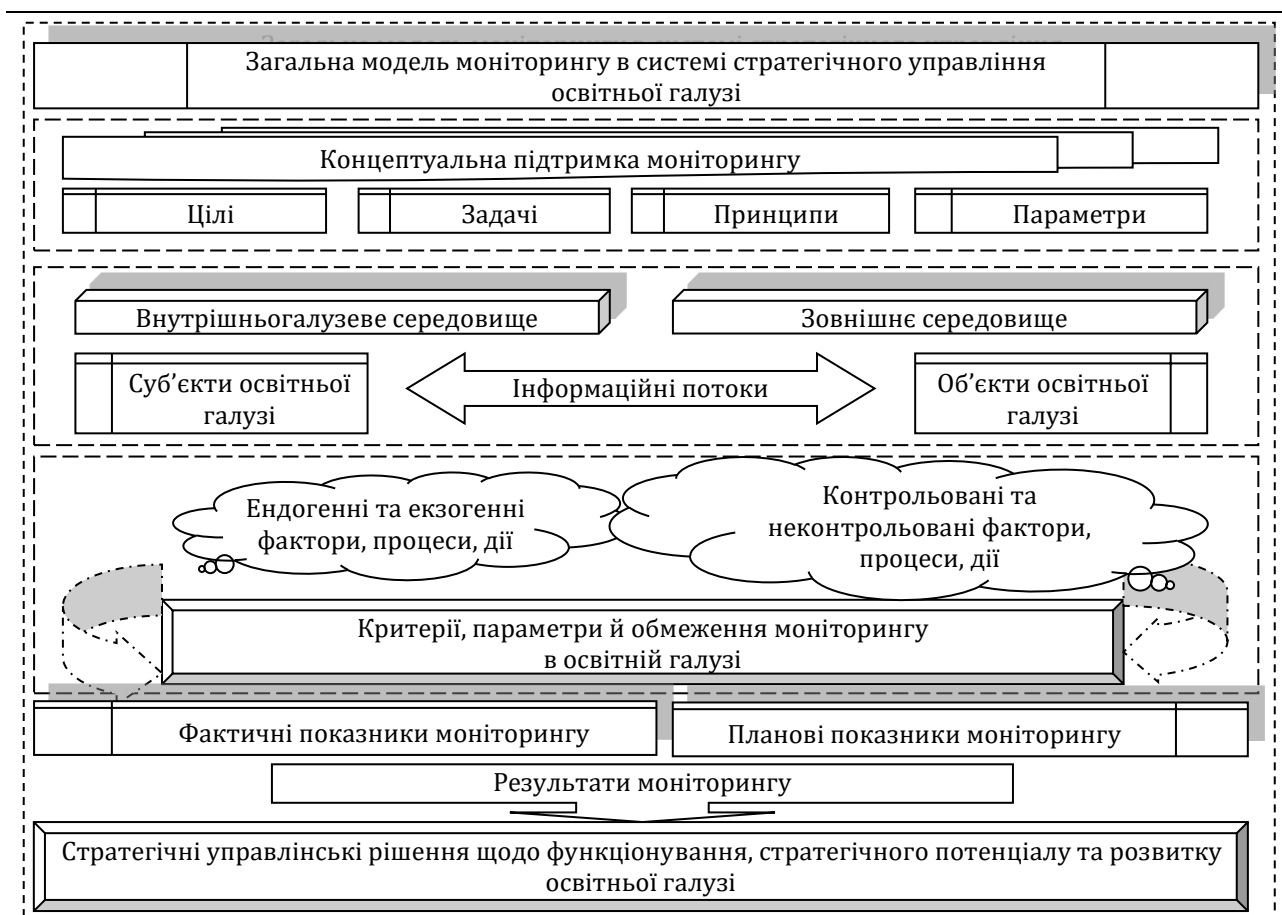 Загальна модель моніторингу в системі стратегічного управління
освітньої галузі
Концептуальна підтримка моніторингу
Цілі
Задачі
Принципи
Параметри
Внутрішньогалузеве середовище
Зовнішнє середовище
Суб’єкти освітньої
галузі
Інформаційні потоки
Об’єкти освітньої
галузі
Ендогенні та екзогенні
фактори, процеси, дії
Контрольовані та
неконтрольовані фактори,
процеси, дії
Критерії, параметри й обмеження моніторингу
в освітній галузі
Фактичні показники моніторингу
Планові показники моніторингу
Результати моніторингу
Стратегічні управлінські рішення щодо функціонування, стратегічного потенціалу та розвитку
освітньої галузі